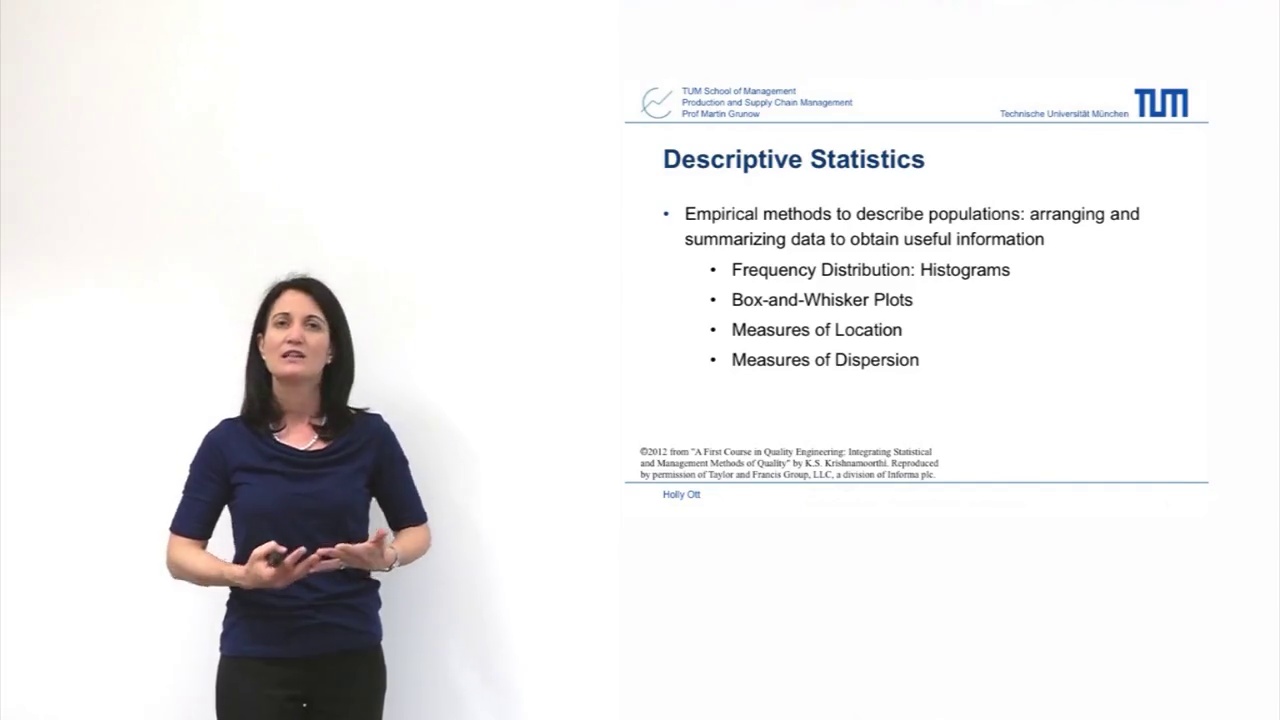 TUM School of Management
Production and Supply Chain Management
Prof Martin Grunow
Technische Universität München
TUM
Descriptive Statistics
• Empirical methods to describe populations: arranging and
summarizing data to obtain useful information
• Frequency Distribution: Histograms
• Box-and-Whisker Plots
• Measures of Location
• Measures of Dispersion
©2012 from "A First Course in Quality Engineering: Integrating Statistical
and Management Methods of Quality" by K.S. Krishnamoorthi. Reproduced
by permission of Taylor and Francis Group, LLC, a division of Informa plc.
Holly Ott